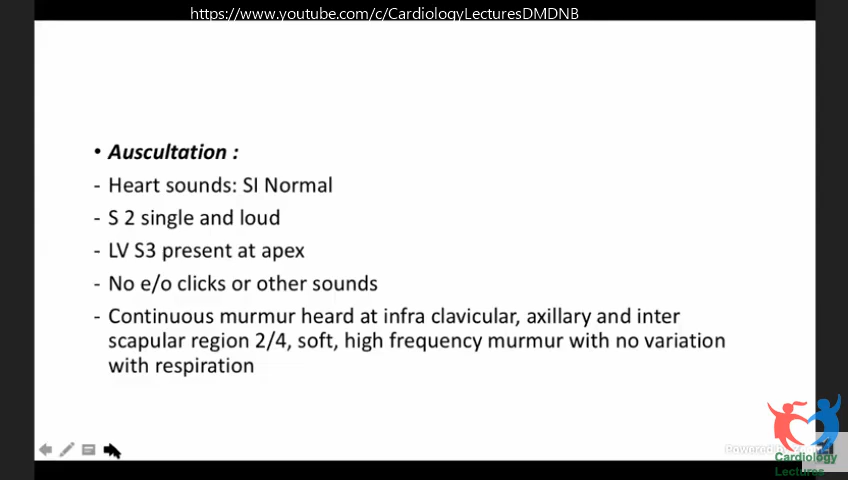 https://www.youtube.com/c/CardiologyLecturesDMDNB
• Auscultation :
- Heart sounds: SI Normal
- S 2 single and loud
- LV S3 present at apex
- No e/o clicks or other sounds
- Continuous murmur heard at infra clavicular, axillary and inter
scapular region 2/4, soft, high frequency murmur with no variation
with respiration
Powered
Cardiology
Lectures